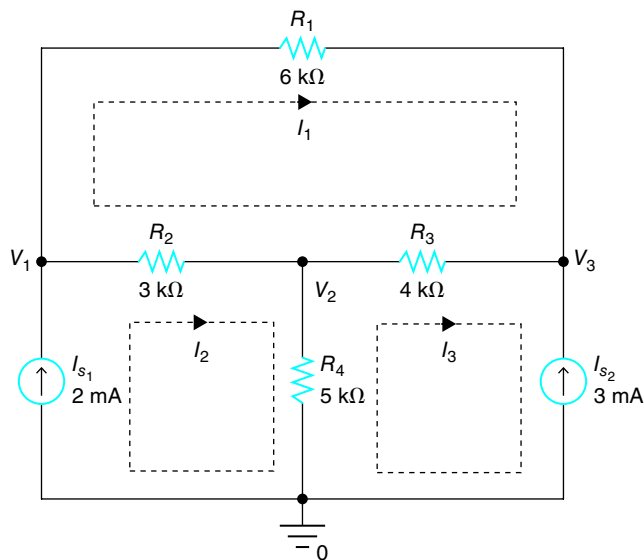 R1
6 kΩ
I1
R2
R3
V1
V3
3 kΩ
V2
4 kΩ
I2
I3
Is1
2 mA
R4
5 kΩ
Is2
3 mA
0